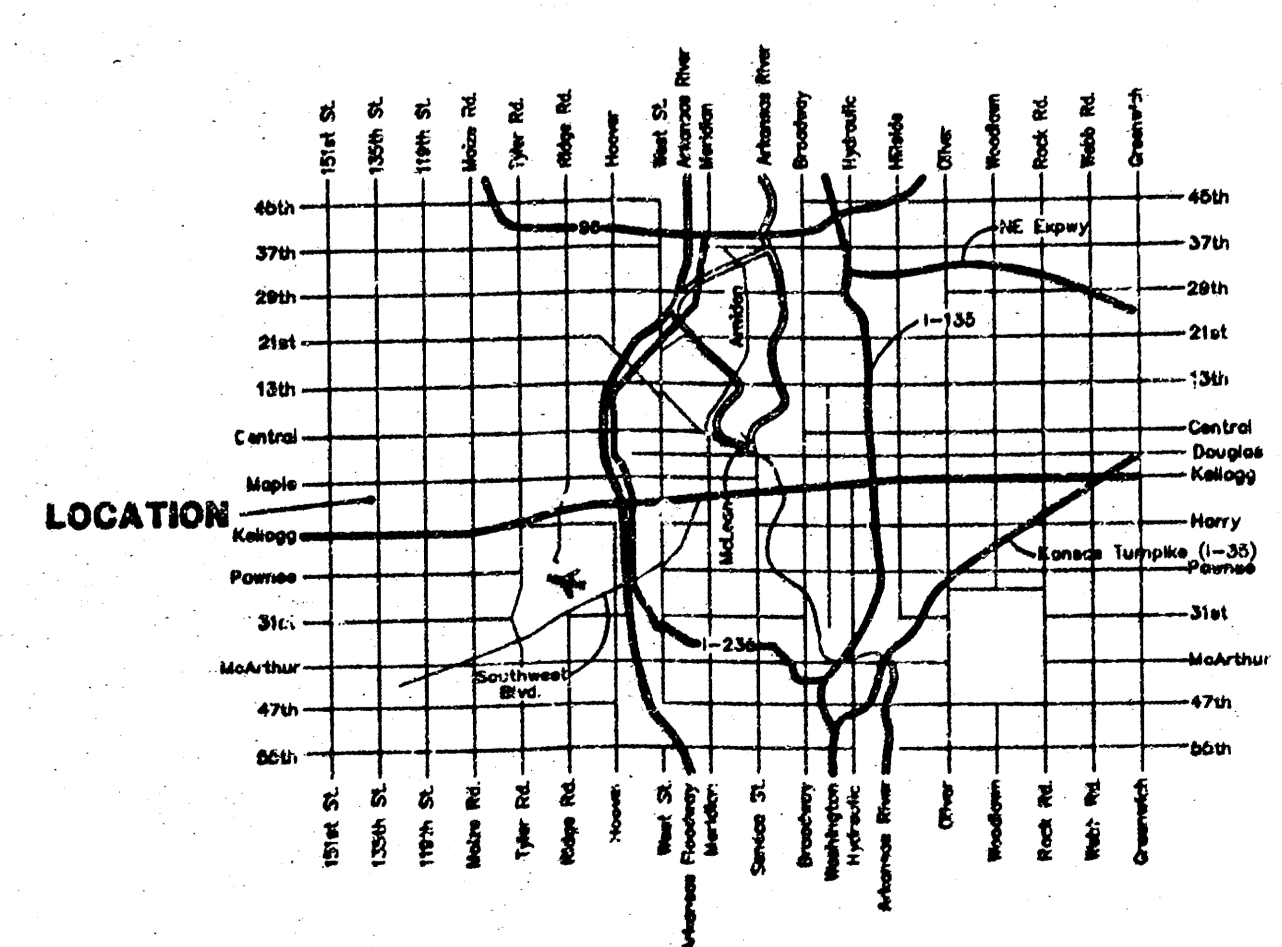 151st St.
135th St.
119th St.
Maize Rd.
Tyler Rd.
Ridge Rd.
Hoover
West St.
Arkansas River
Meridian
Arkansas River
Broadway
Hydraulic
Hillside
Oliver
Woodlawn
Rock Rd.
Webb Rd.
Greenwich
45th
45th
96
NE Expwy
37th
37th
29th
29th
Amidon
I-135
21st
21st
13th
13th
Central
Central
Douglas
Maple
Kellogg
LOCATION
Kellogg
McLean
Harry
Kansas Turnpike (I-35)
Pawnee
Pawnee
31st
31st
I-235
McArthur
McArthur
Southwest
Blvd.
47th
47th
55th
55th
151st St.
135th St.
119th St.
Maize Rd.
Tyler Rd.
Ridge Rd.
Hoover
West St.
Arkansas Floodway
Meridian
Seneca St.
Broadway
Washington
Hydraulic
Arkansas River
Oliver
Woodlawn
Rock Rd.
Webb Rd.
Greenwich